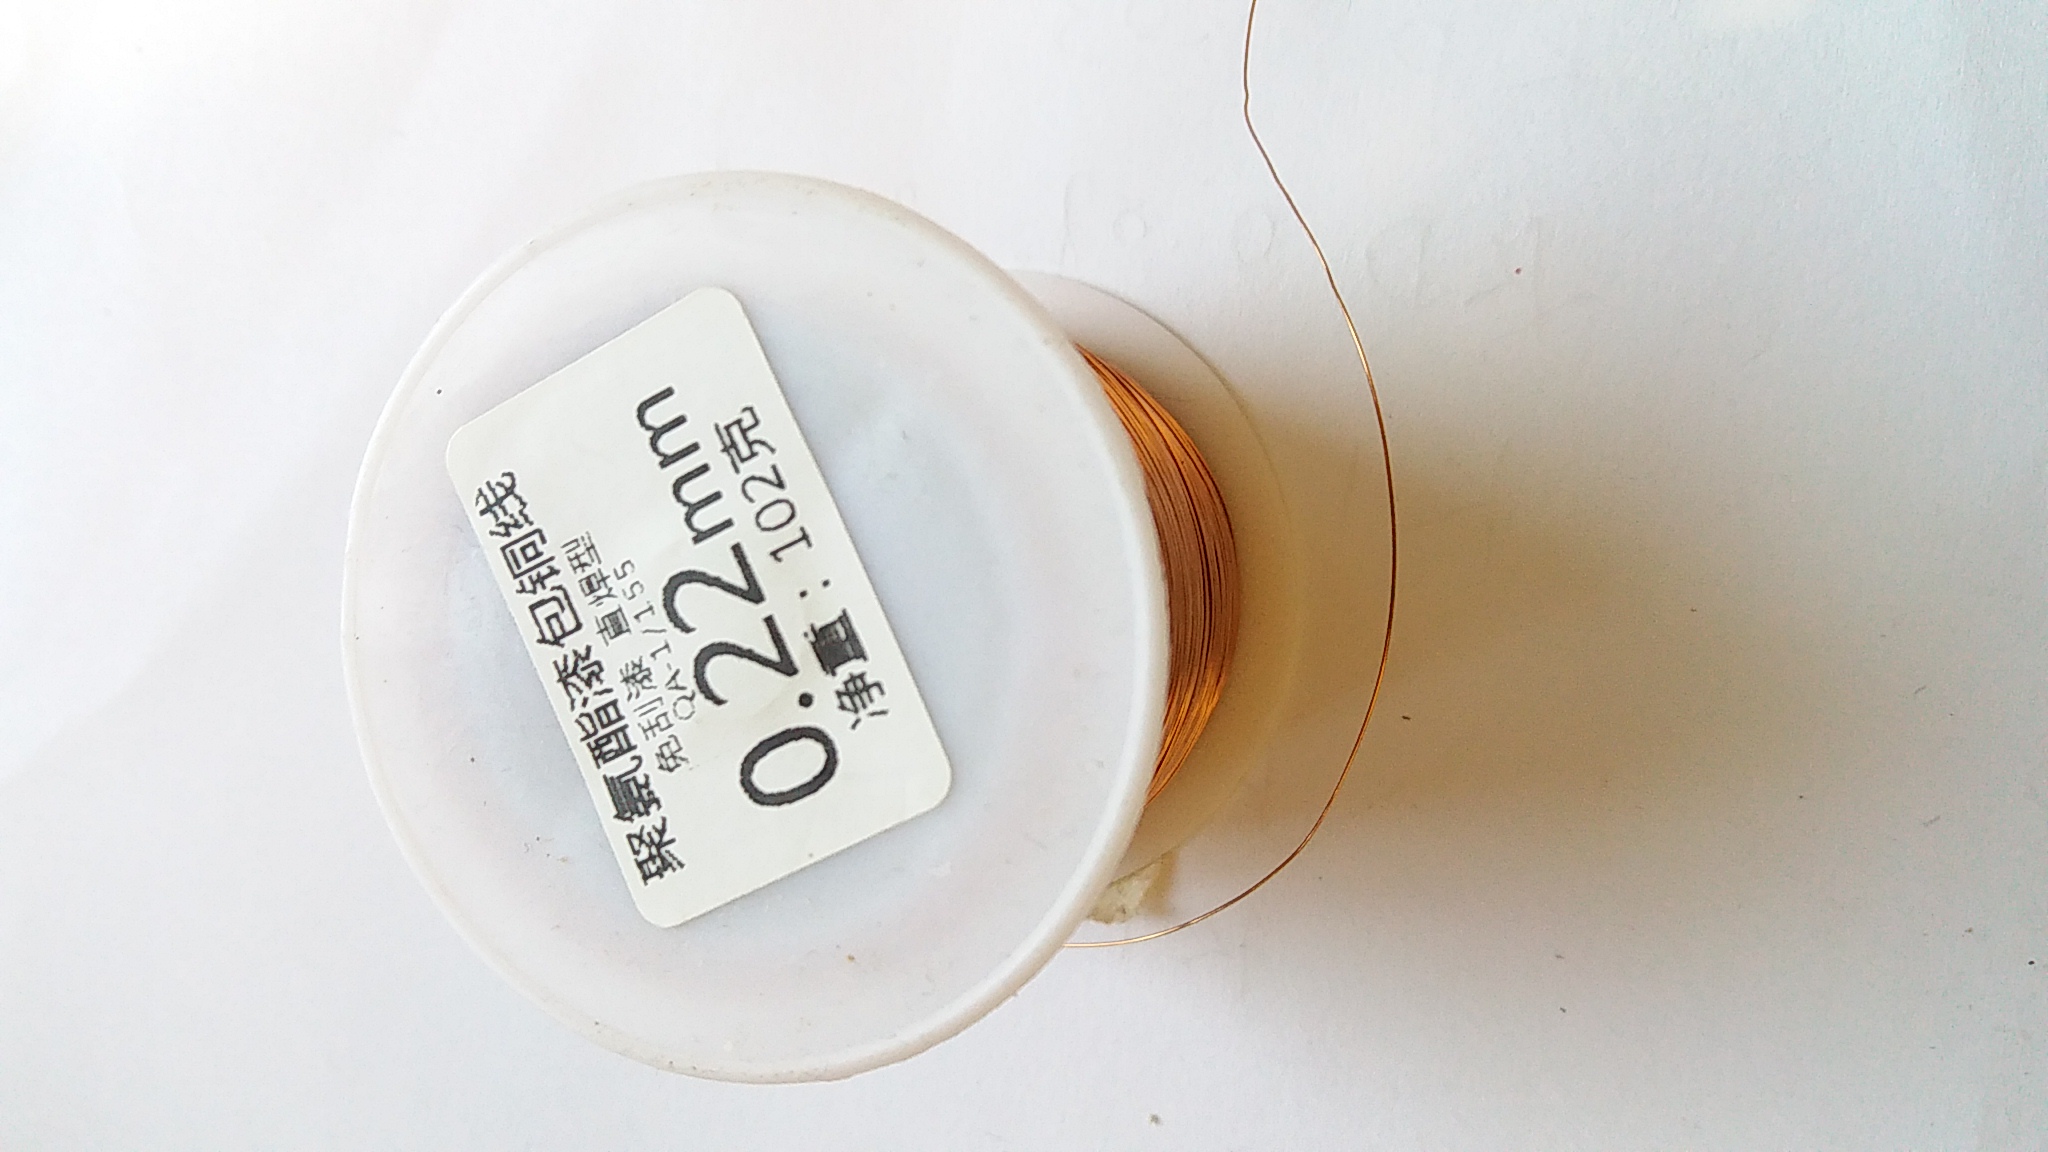 聚氨酯漆包铜线
免刮漆 直焊型
QA-1/155
0.22mm
净重：102克